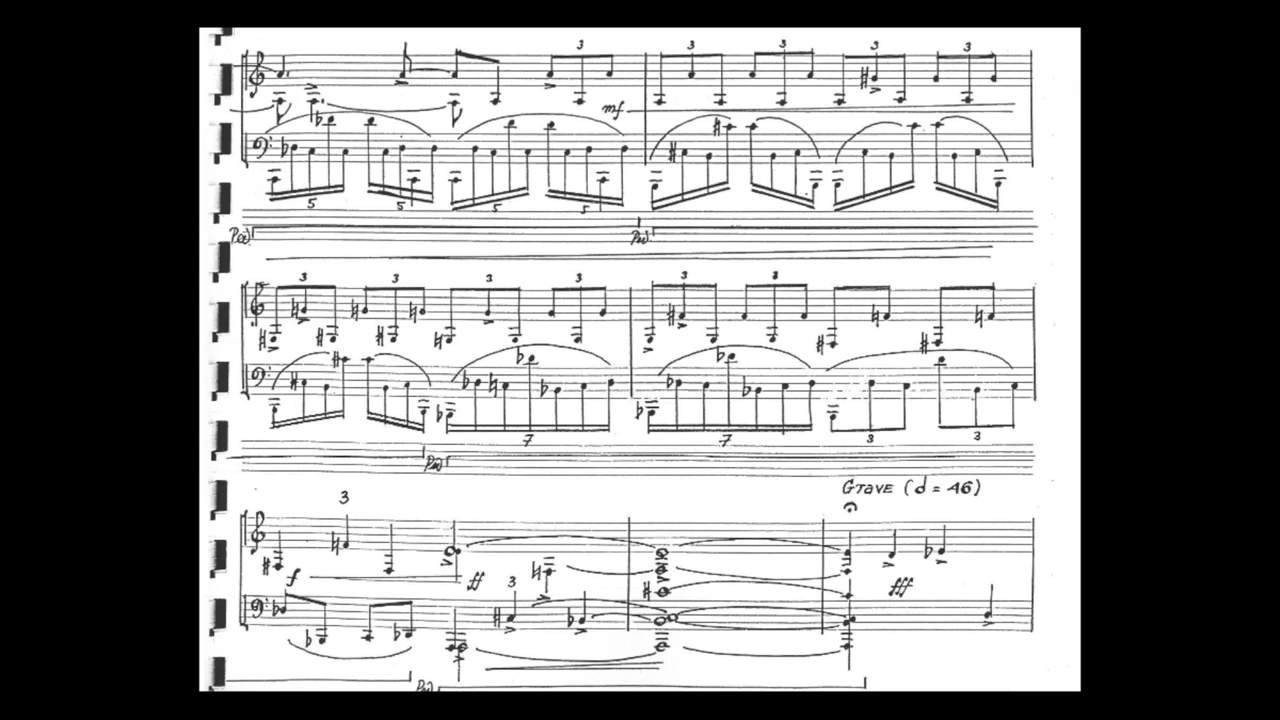 3
mf 3 3 3 3
5 5 5 5
Ped Ped
3 3 3 3 3 3
7 7 3 3
Ped
Grave (d = 46)
3
f ff 3 fff
Ped